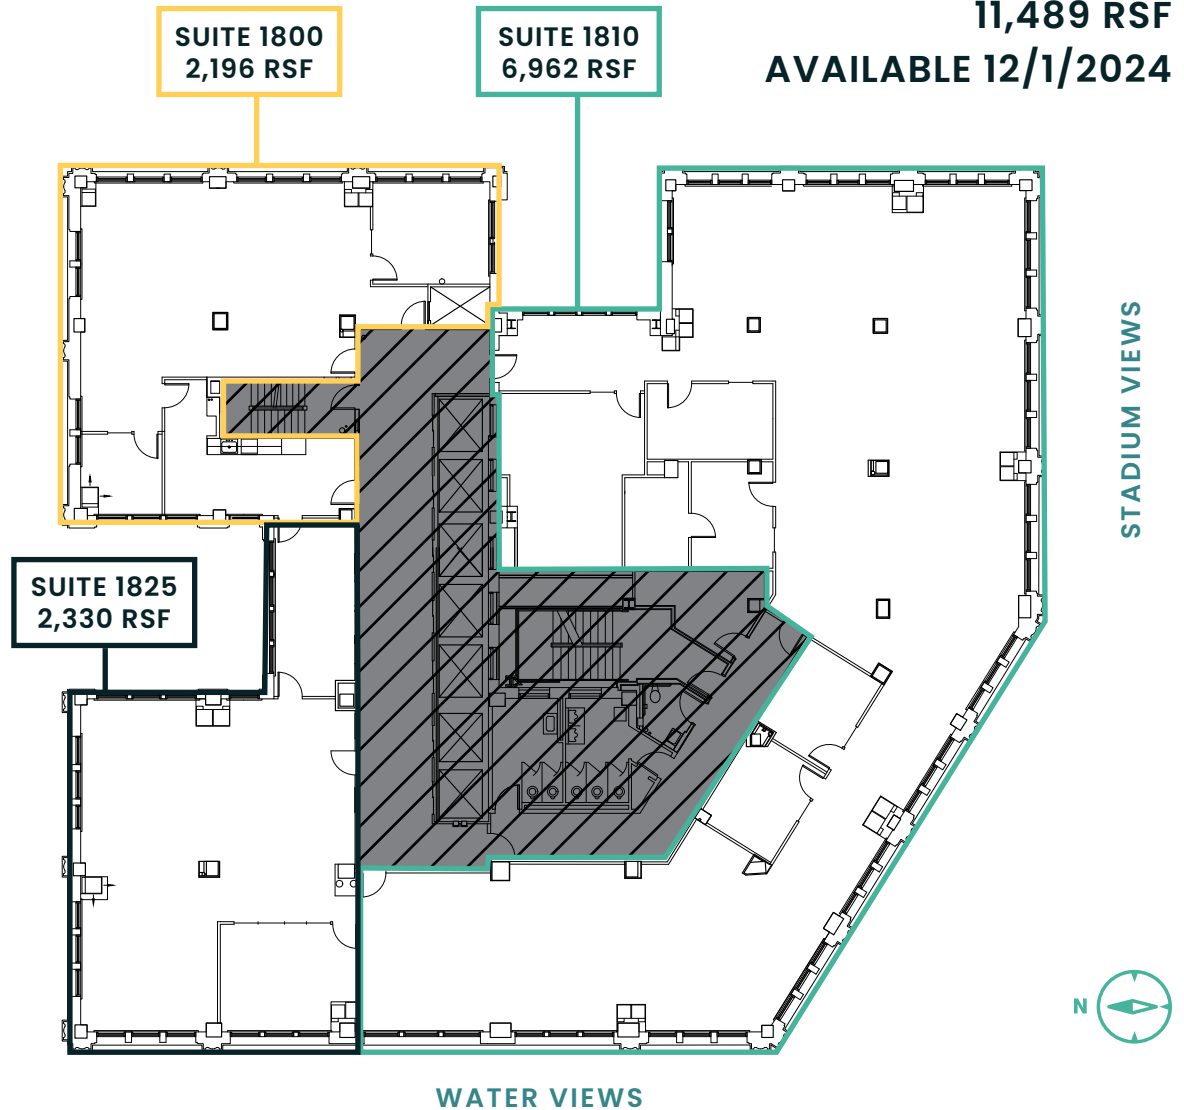 11,489 RSF
AVAILABLE 12/1/2024
SUITE 1800
2,196 RSF
SUITE 1810
6,962 RSF
STADIUM VIEWS
SUITE 1825
2,330 RSF
N
WATER VIEWS